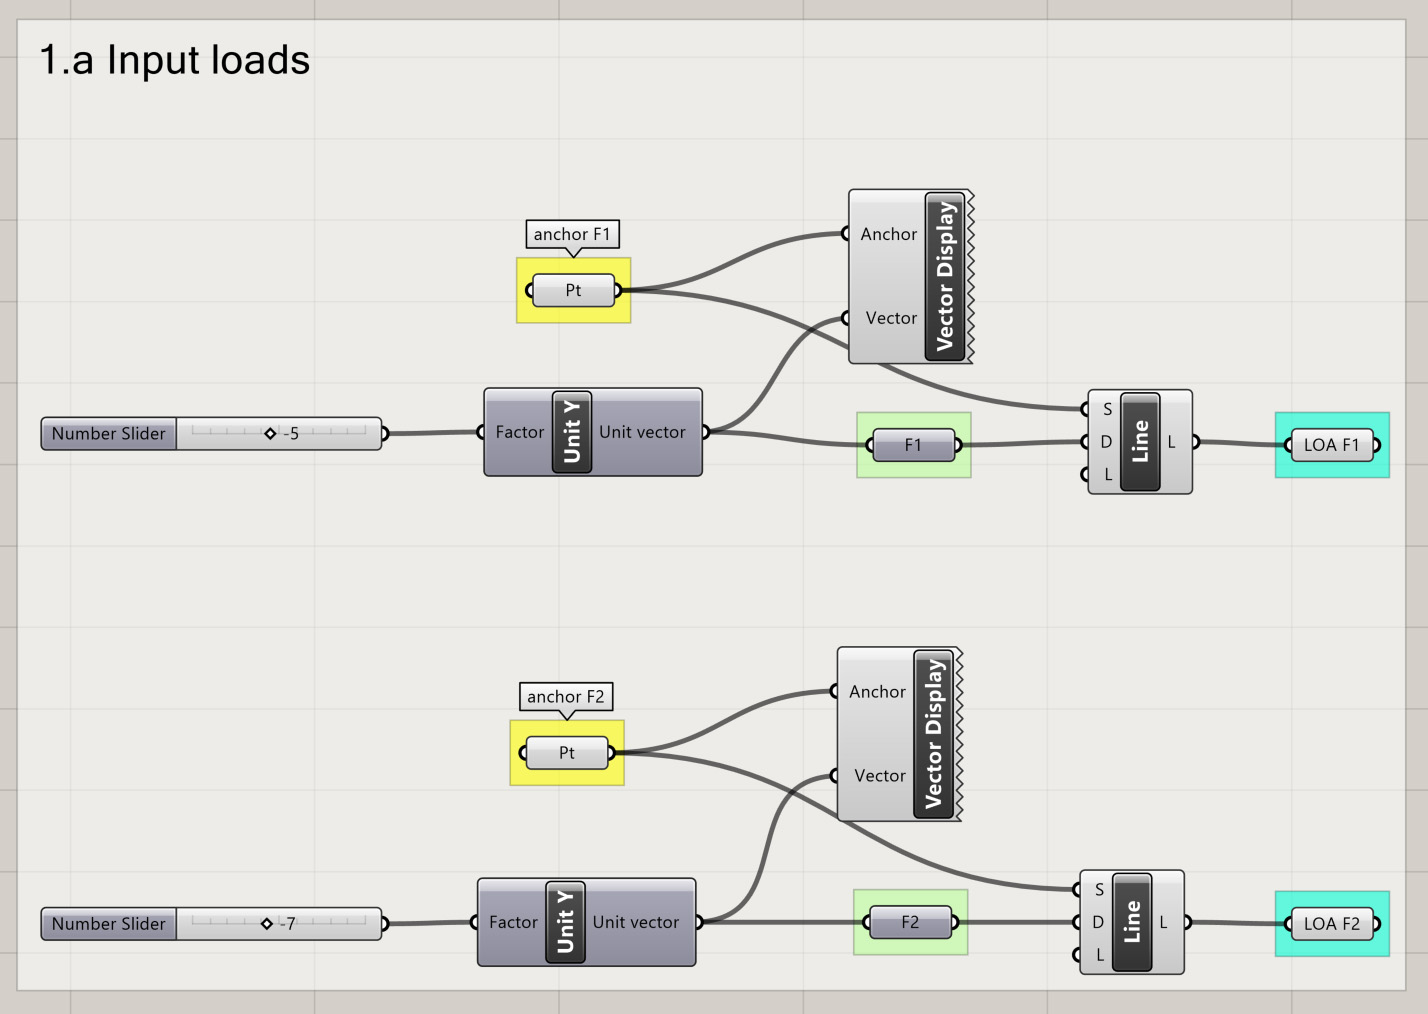 1.a Input loads
anchor F1
Pt
Anchor
Vector
Vector Display
Number Slider -5
Factor Unit Y Unit vector
F1
S
D
L
Line
L
LOA F1
anchor F2
Pt
Anchor
Vector
Vector Display
Number Slider -7
Factor Unit Y Unit vector
F2
S
D
L
Line
L
LOA F2